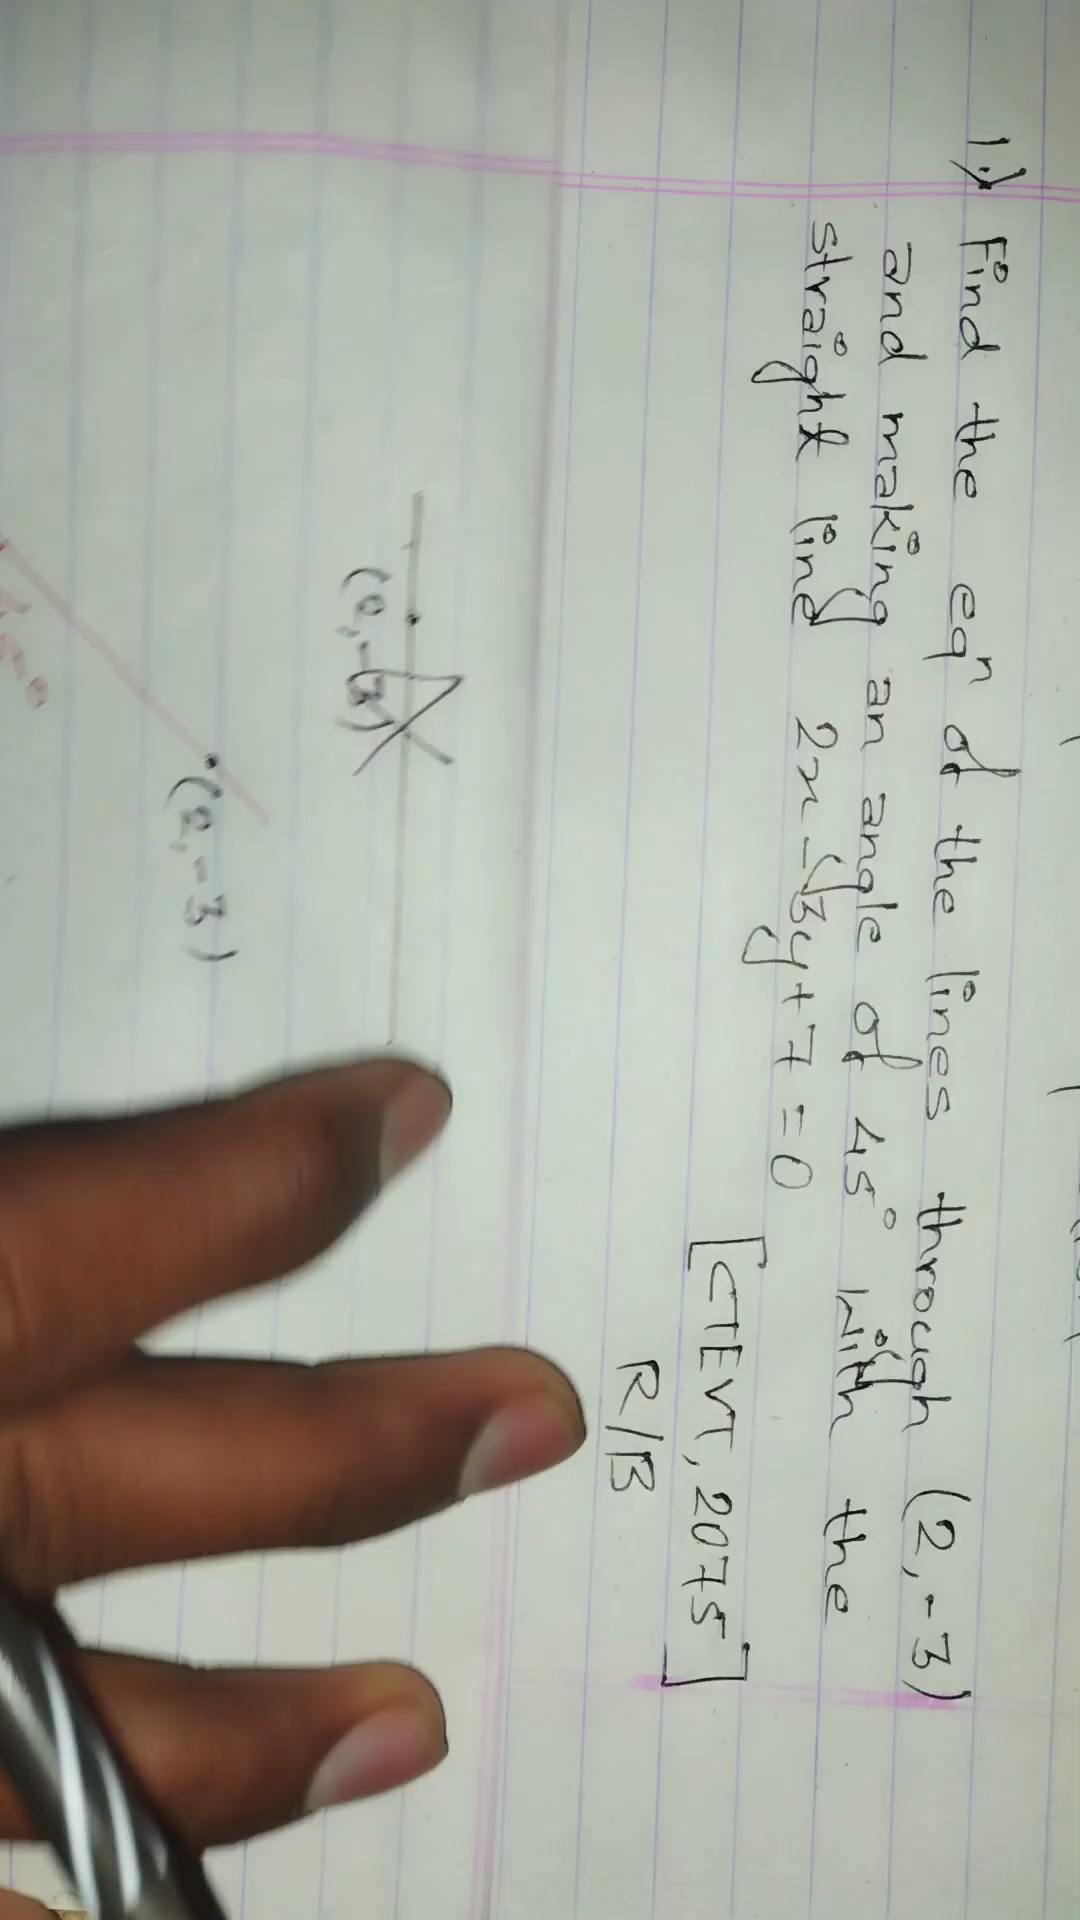 1.) Find the eqⁿ of the lines through (2,-3)
and making an angle of 45° with the
straight line 2x-3y+7=0
[CTEVT, 2075]
R/B
(2,-3)
(2,-3)